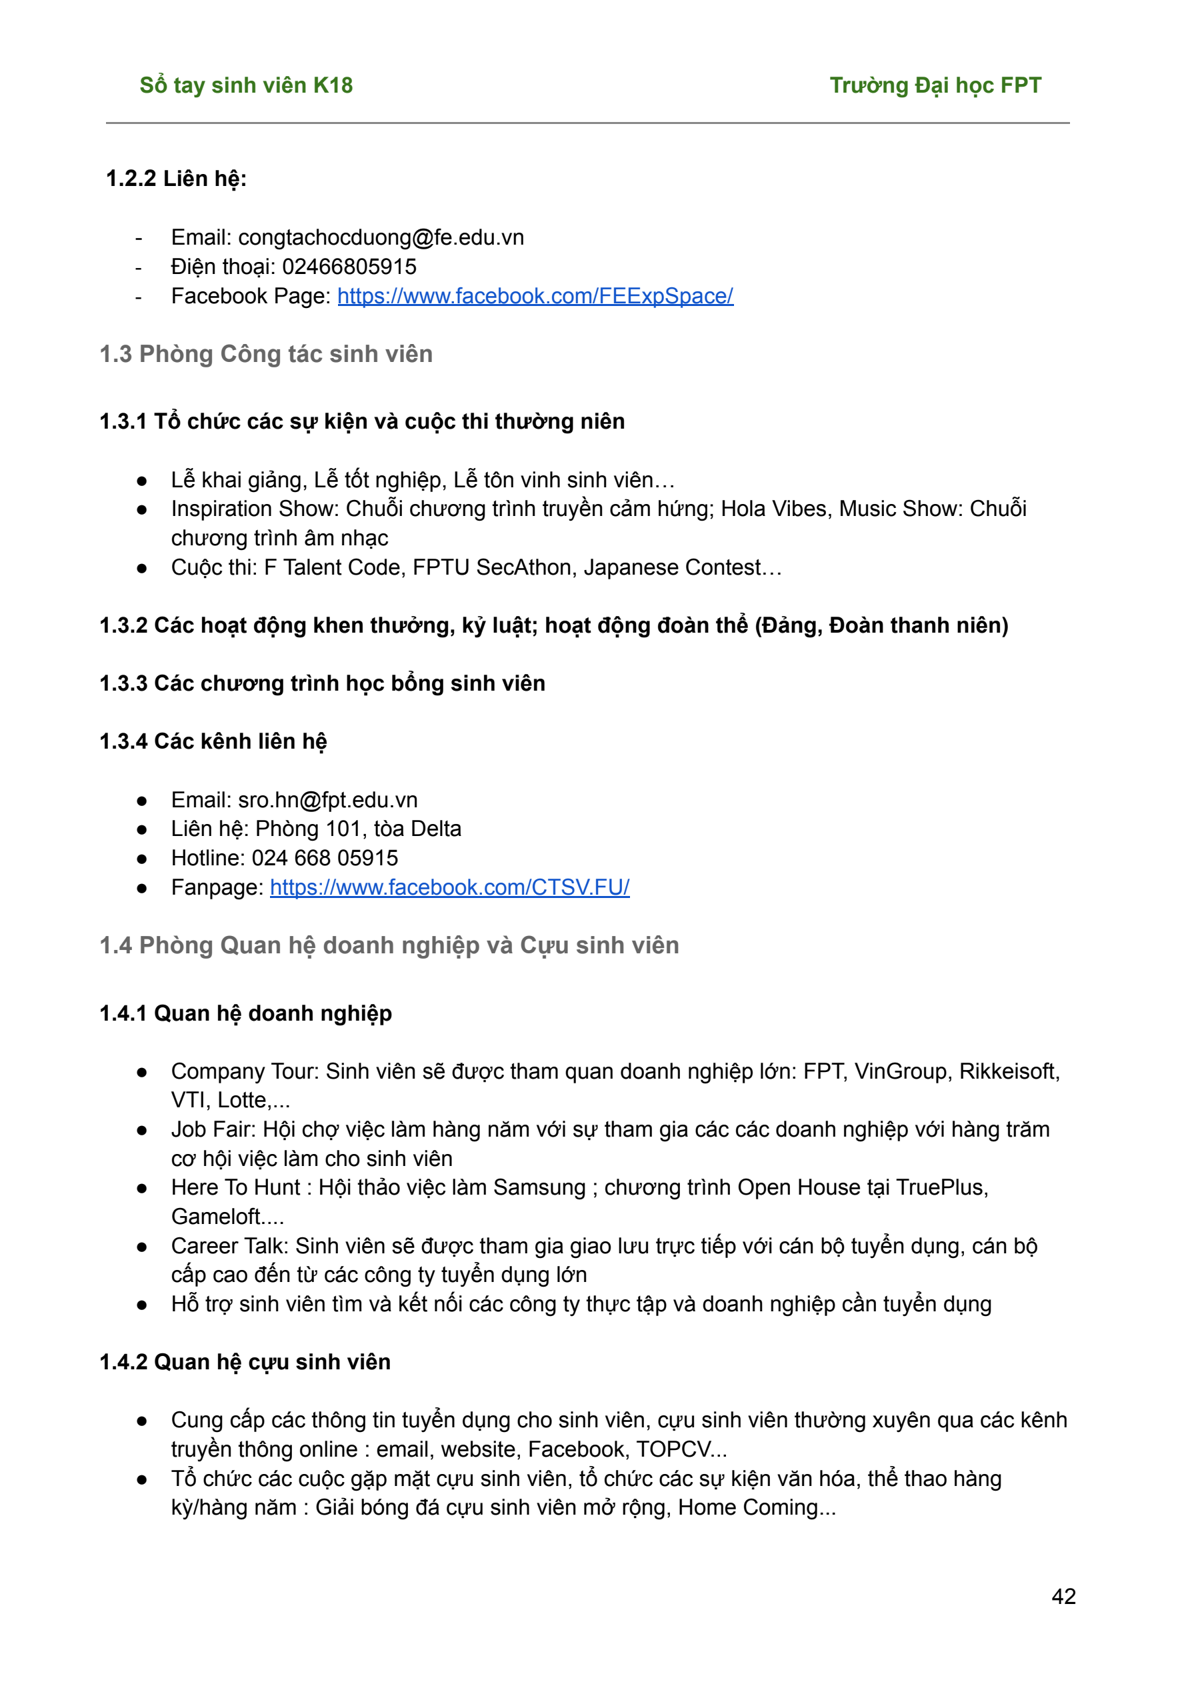 Sổ tay sinh viên K18 Trường Đại học FPT
1.2.2 Liên hệ:
- Email: congtachocduong@fe.edu.vn
- Điện thoại: 02466805915
- Facebook Page: https://www.facebook.com/FEExpSpace/
1.3 Phòng Công tác sinh viên
1.3.1 Tổ chức các sự kiện và cuộc thi thường niên
● Lễ khai giảng, Lễ tốt nghiệp, Lễ tôn vinh sinh viên…
● Inspiration Show: Chuỗi chương trình truyền cảm hứng; Hola Vibes, Music Show: Chuỗi
chương trình âm nhạc
● Cuộc thi: F Talent Code, FPTU SecAthon, Japanese Contest…
1.3.2 Các hoạt động khen thưởng, kỷ luật; hoạt động đoàn thể (Đảng, Đoàn thanh niên)
1.3.3 Các chương trình học bổng sinh viên
1.3.4 Các kênh liên hệ
● Email: sro.hn@fpt.edu.vn
● Liên hệ: Phòng 101, tòa Delta
● Hotline: 024 668 05915
● Fanpage: https://www.facebook.com/CTSV.FU/
1.4 Phòng Quan hệ doanh nghiệp và Cựu sinh viên
1.4.1 Quan hệ doanh nghiệp
● Company Tour: Sinh viên sẽ được tham quan doanh nghiệp lớn: FPT, VinGroup, Rikkeisoft,
VTI, Lotte,...
● Job Fair: Hội chợ việc làm hàng năm với sự tham gia các các doanh nghiệp với hàng trăm
cơ hội việc làm cho sinh viên
● Here To Hunt : Hội thảo việc làm Samsung ; chương trình Open House tại TruePlus,
Gameloft....
● Career Talk: Sinh viên sẽ được tham gia giao lưu trực tiếp với cán bộ tuyển dụng, cán bộ
cấp cao đến từ các công ty tuyển dụng lớn
● Hỗ trợ sinh viên tìm và kết nối các công ty thực tập và doanh nghiệp cần tuyển dụng
1.4.2 Quan hệ cựu sinh viên
● Cung cấp các thông tin tuyển dụng cho sinh viên, cựu sinh viên thường xuyên qua các kênh
truyền thông online : email, website, Facebook, TOPCV...
● Tổ chức các cuộc gặp mặt cựu sinh viên, tổ chức các sự kiện văn hóa, thể thao hàng
kỳ/hàng năm : Giải bóng đá cựu sinh viên mở rộng, Home Coming...
42